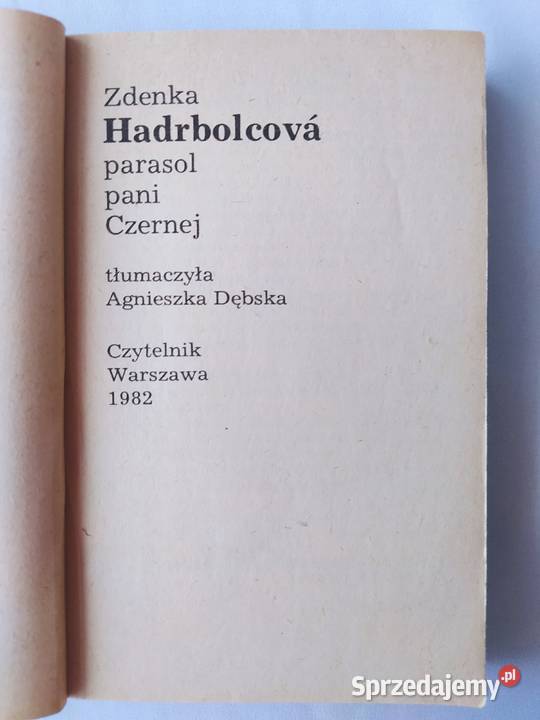 Zdenka
Hadrbolcová
parasol
pani
Czernej
tłumaczyła
Agnieszka Dębska
Czytelnik
Warszawa
1982
Sprzedajemy.pl